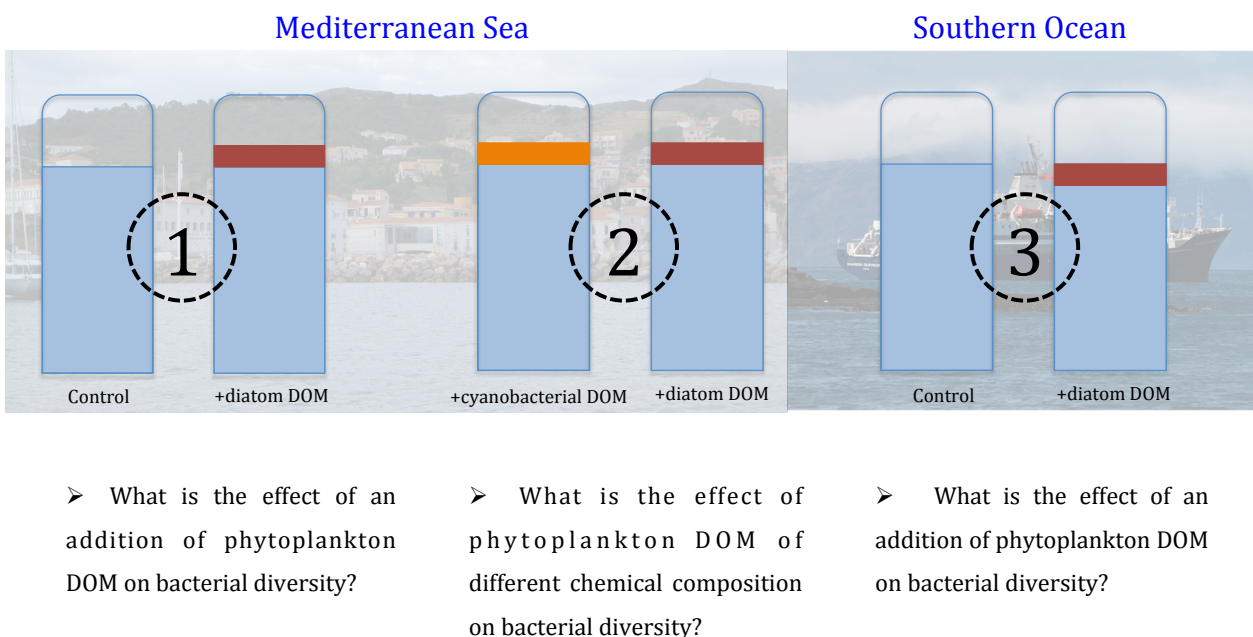 Mediterranean Sea
Southern Ocean
1
2
3
Control
+diatom DOM
+cyanobacterial DOM
+diatom DOM
Control
+diatom DOM
➢ What is the effect of an
addition of phytoplankton
DOM on bacterial diversity?
➢ What is the effect of
phytoplankton DOM of
different chemical composition
on bacterial diversity?
➢ What is the effect of an
addition of phytoplankton DOM
on bacterial diversity?